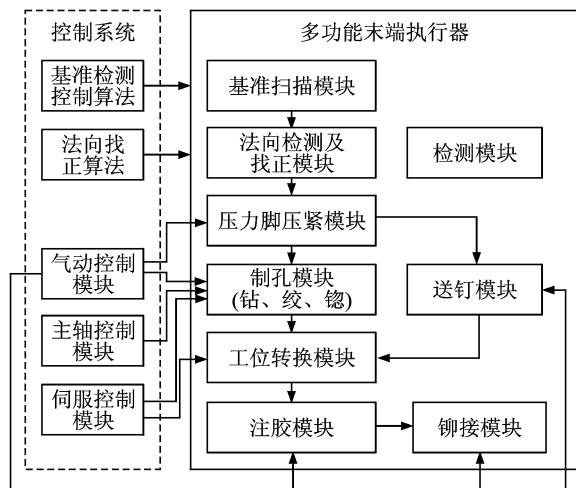 控制系统
基准检测
控制算法
法向找
正算法
气动控制
模块
主轴控制
模块
伺服控制
模块
多功能末端执行器
基准扫描模块
法向检测及
找正模块
检测模块
压力脚压紧模块
制孔模块
(钻、绞、锪)
送钉模块
工位转换模块
注胶模块
铆接模块